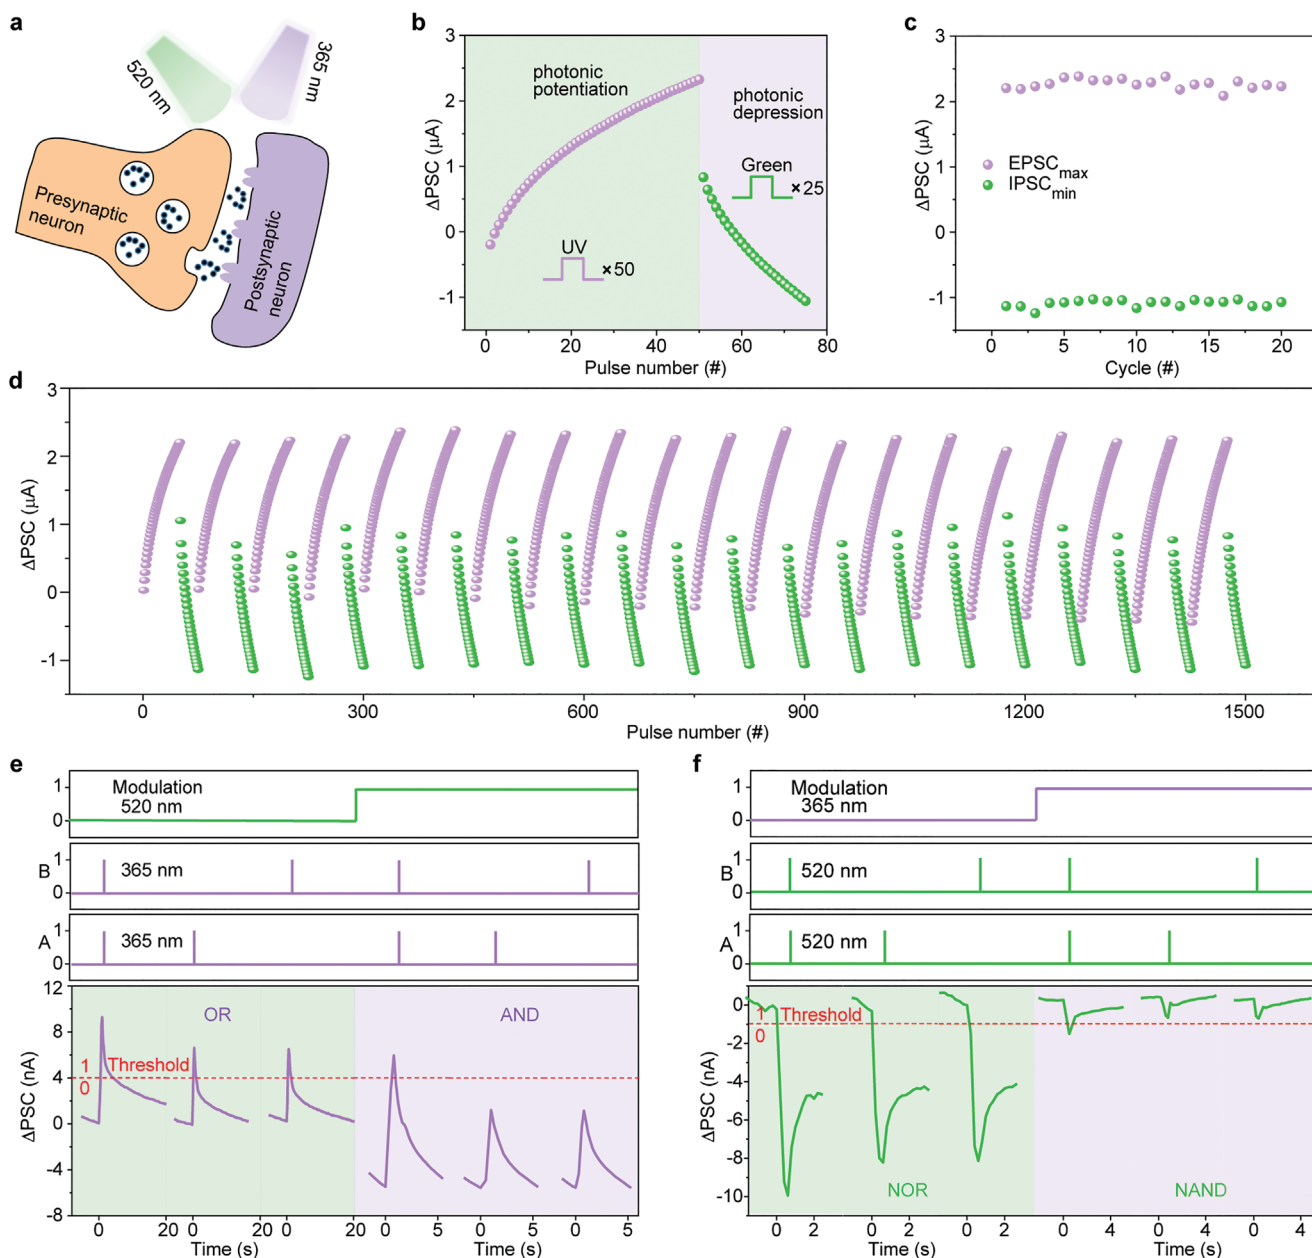 a
520 nm
365 nm
Presynaptic
neuron
Postsynaptic
neuron
b
ΔPSC (μA)
3
2
1
0
-1
photonic
potentiation
photonic
depression
UV
×50
Green
×25
0
20
40
60
80
Pulse number (#)
c
ΔPSC (μA)
3
2
1
0
-1
EPSCmax
IPSCmin
0
5
10
15
20
Cycle (#)
d
ΔPSC (μA)
3
2
1
0
-1
0
300
600
900
1200
1500
Pulse number (#)
e
1
0
Modulation
520 nm
B
1
0
365 nm
A
1
0
365 nm
ΔPSC (nA)
12
8
4
0
-4
-8
OR
AND
1
Threshold
0
0
20
0
20
0
20
0
5
0
5
0
5
Time (s)
Time (s)
f
1
0
Modulation
365 nm
B
1
0
520 nm
A
1
0
520 nm
ΔPSC (nA)
0
-2
-4
-6
-8
-10
1
Threshold
0
NOR
NAND
0
2
0
2
0
2
0
4
0
4
0
4
Time (s)
Time (s)